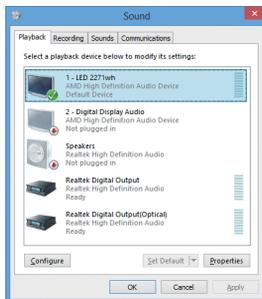 Sound
Playback Recording Sounds Communications
Select a playback device below to modify its settings:
1 - LED 2271wh
AMD High Definition Audio Device
Default Device
2 - Digital Display Audio
AMD High Definition Audio Device
Not plugged in
Speakers
Realtek High Definition Audio
Not plugged in
Realtek Digital Output
Realtek High Definition Audio
Ready
Realtek Digital Output(Optical)
Realtek High Definition Audio
Ready
Configure Set Default Properties
OK Cancel Apply